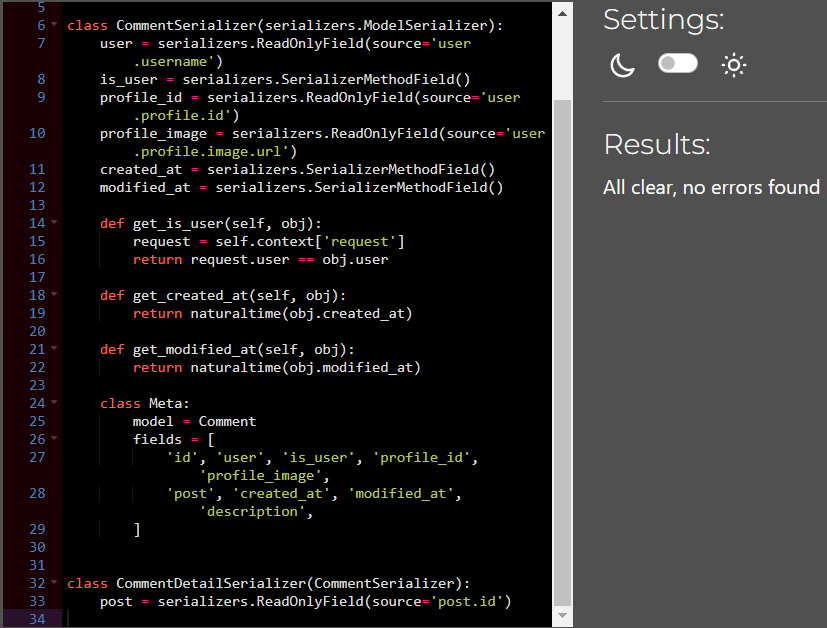 5
6 class CommentSerializer(serializers.ModelSerializer):
7     user = serializers.ReadOnlyField(source='user
            .username')
8     is_user = serializers.SerializerMethodField()
9     profile_id = serializers.ReadOnlyField(source='user
            .profile.id')
10     profile_image = serializers.ReadOnlyField(source='user
            .profile.image.url')
11     created_at = serializers.SerializerMethodField()
12     modified_at = serializers.SerializerMethodField()
13
14     def get_is_user(self, obj):
15         request = self.context['request']
16         return request.user == obj.user
17
18     def get_created_at(self, obj):
19         return naturaltime(obj.created_at)
20
21     def get_modified_at(self, obj):
22         return naturaltime(obj.modified_at)
23
24     class Meta:
25         model = Comment
26         fields = [
27             'id', 'user', 'is_user', 'profile_id',
                'profile_image',
28             'post', 'created_at', 'modified_at',
                'description',
29         ]
30
31
32 class CommentDetailSerializer(CommentSerializer):
33     post = serializers.ReadOnlyField(source='post.id')
34
Settings:
Results:
All clear, no errors found